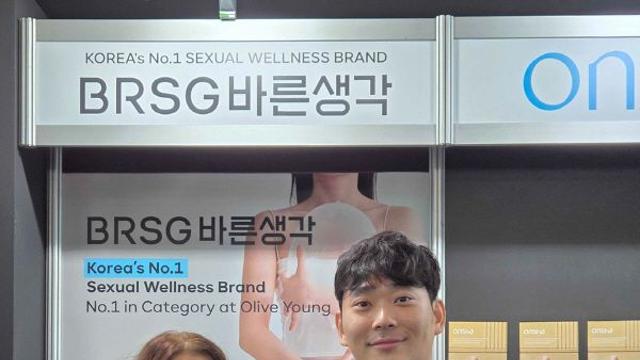 KOREA's No.1 SEXUAL WELLNESS BRAND
BRSG바른생각
on
BRSG바른생각
Korea's No.1
Sexual Wellness Brand
No.1 in Category at Olive Young